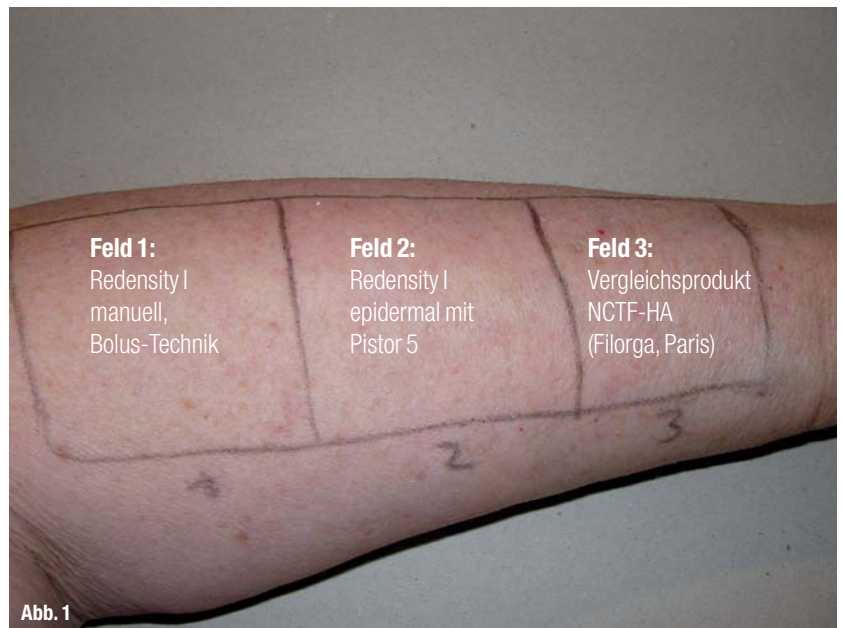 Feld 1:
Redensity I
manuell,
Bolus-Technik
Feld 2:
Redensity I
epidermal mit
Pistor 5
Feld 3:
Vergleichsprodukt
NCTF-HA
(Filorga, Paris)
1
2
3
Abb. 1